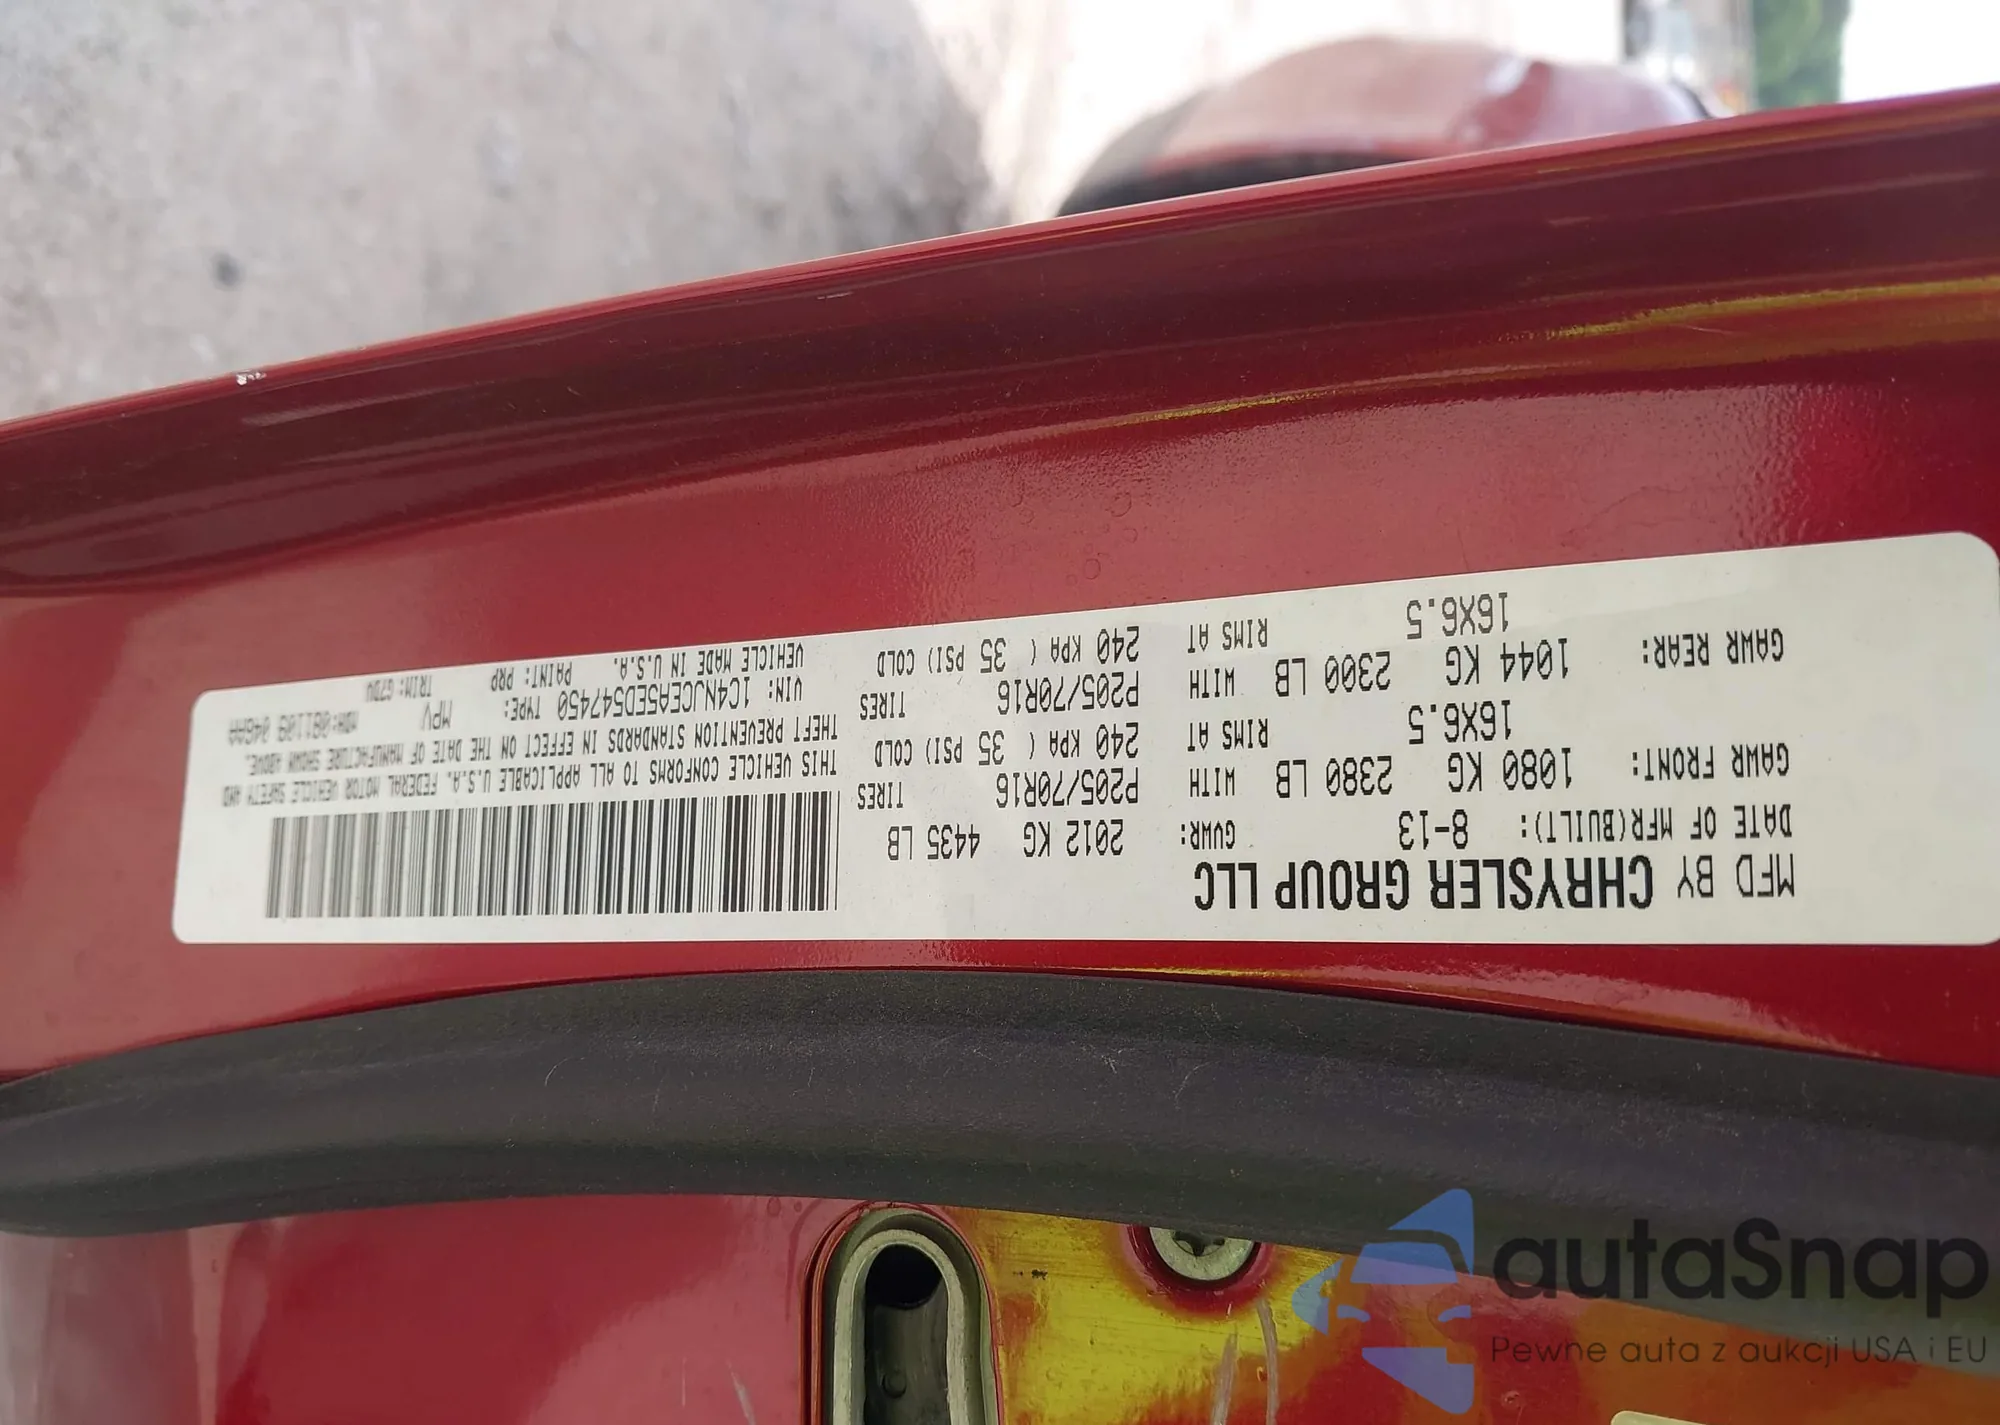 MFD BY CHRYSLER GROUP LLC
DATE OF MFR(BUILT): 8-13 GVWR: 2012 KG 4435 LB
GAWR FRONT: 1080 KG 2380 LB WITH TIRES P205/70R16
16X6.5 RIMS AT 240 KPA ( 35 PSI) COLD
GAWR REAR: 1044 KG 2300 LB WITH TIRES P205/70R16
16X6.5 RIMS AT 240 KPA ( 35 PSI) COLD
THIS VEHICLE CONFORMS TO ALL APPLICABLE U.S.A. FEDERAL MOTOR VEHICLE SAFETY AND
THEFT PREVENTION STANDARDS IN EFFECT ON THE DATE OF MANUFACTURE SHOWN ABOVE.
VIN: 1C4NJCEA5ED547450 TYPE: MPV MDH:081109 048AA
VEHICLE MADE IN U.S.A. PAINT: PRP TRIM:
autaSnap
Pewne auta z aukcji USA i EU